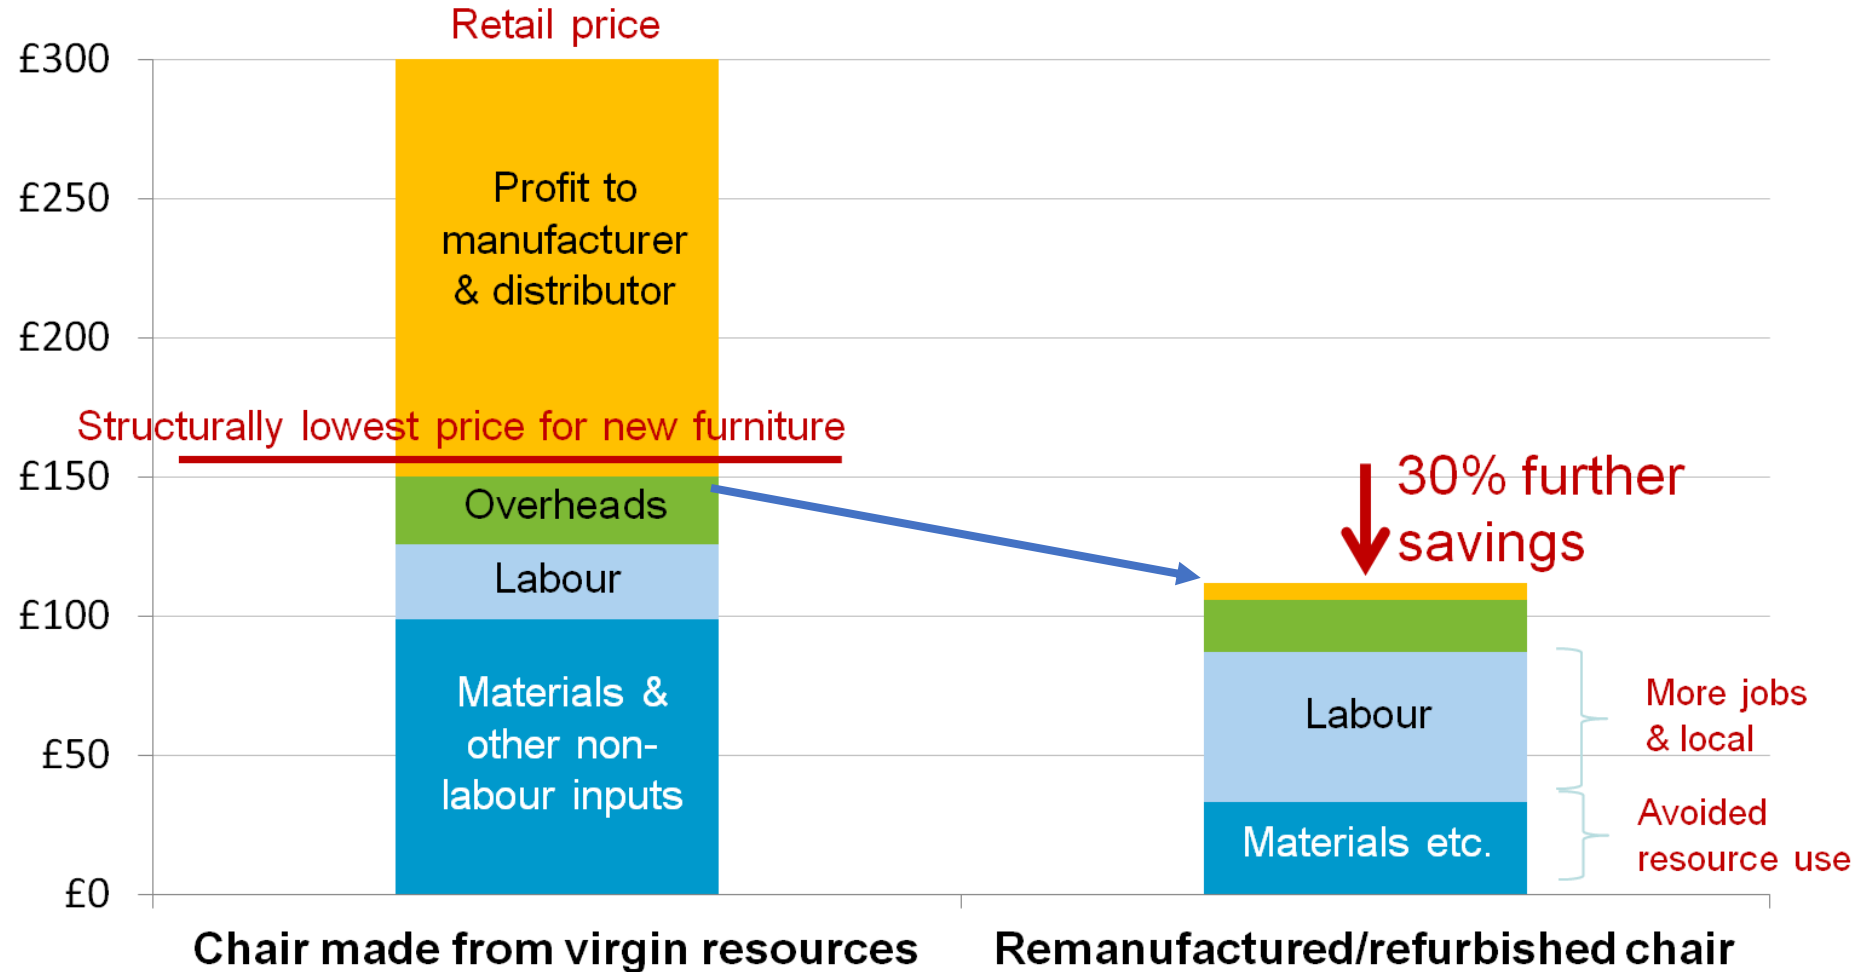 Retail price
£300
£250
£200
£150
£100
£50
£0
Profit to
manufacturer
& distributor
Structurally lowest price for new furniture
Overheads
Labour
Materials &
other non-
labour inputs
30% further
savings
Labour
Materials etc.
More jobs
& local
Avoided
resource use
Chair made from virgin resources
Remanufactured/refurbished chair